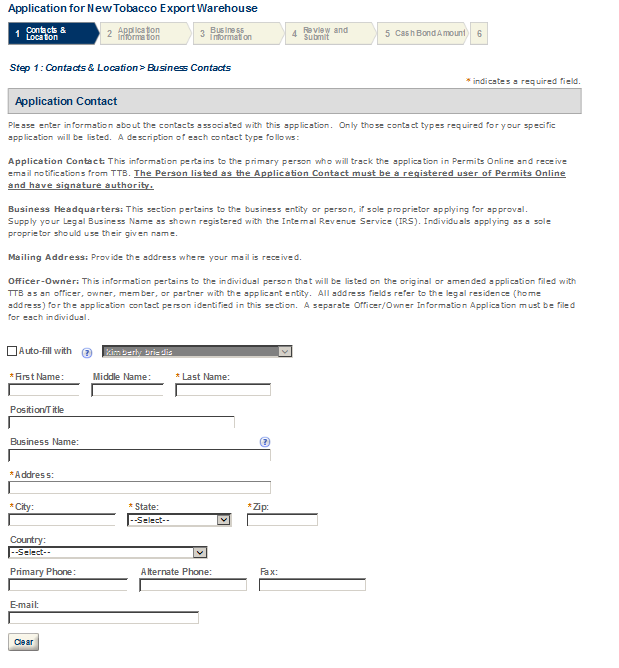 Application for New Tobacco Export Warehouse
1 Contacts & Location
2 Application Information
3 Business Information
4 Review and Submit
5 Cash Bond Amount
6
Step 1: Contacts & Location > Business Contacts
* indicates a required field.
Application Contact
Please enter information about the contacts associated with this application. Only those contact types required for your specific
application will be listed. A description of each contact type follows:
Application Contact: This information pertains to the primary person who will track the application in Permits Online and receive
email notifications from TTB. The Person listed as the Application Contact must be a registered user of Permits Online
and have signature authority.
Business Headquarters: This section pertains to the business entity or person, if sole proprietor applying for approval.
Supply your Legal Business Name as shown registered with the Internal Revenue Service (IRS). Individuals applying as a sole
proprietor should use their given name.
Mailing Address: Provide the address where your mail is received.
Officer-Owner: This information pertains to the individual person that will be listed on the original or amended application filed with
TTB as an officer, owner, member, or partner with the applicant entity. All address fields refer to the legal residence (home
address) for the application contact person identified in this section. A separate Officer/Owner Information Application must be filed
for each individual.
Auto-fill with ? Kimberly Briedis
* First Name: Middle Name: * Last Name:
Position/Title
Business Name: ?
* Address:
* City: * State: * Zip:
--Select--
Country:
--Select--
Primary Phone: Alternate Phone: Fax:
E-mail:
Clear